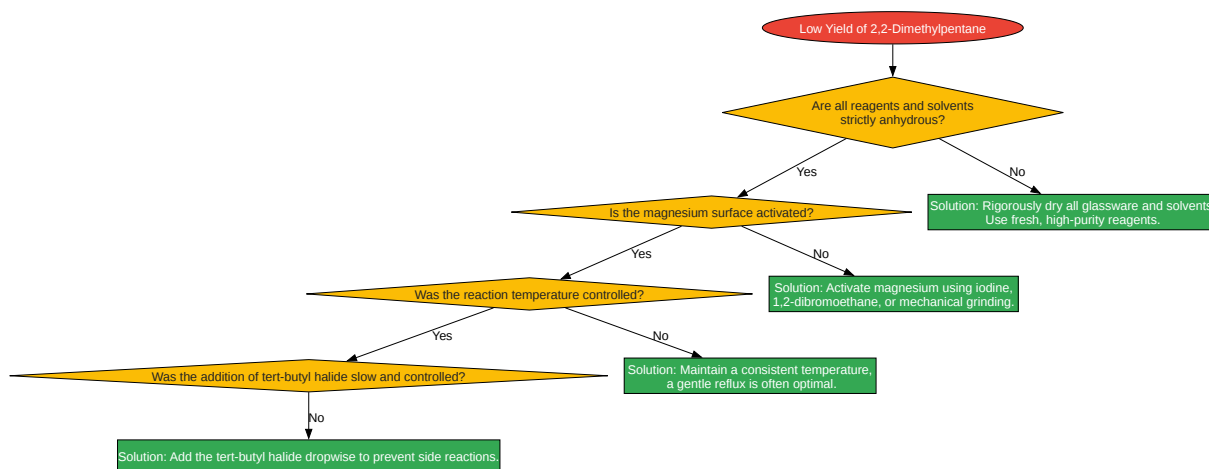 Low Yield of 2,2-Dimethylpentane
Are all reagents and solvents
strictly anhydrous?
Yes
No
Is the magnesium surface activated?
Solution: Rigorously dry all glassware and solvents
Use fresh, high-purity reagents.
Yes
No
Was the reaction temperature controlled?
Solution: Activate magnesium using iodine,
1,2-dibromoethane, or mechanical grinding.
Yes
No
Was the addition of tert-butyl halide slow and controlled?
Solution: Maintain a consistent temperature,
a gentle reflux is often optimal.
No
Solution: Add the tert-butyl halide dropwise to prevent side reactions.